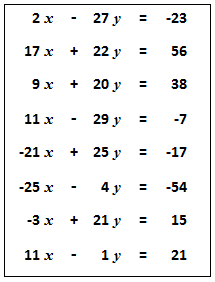 2 x - 27 y = -23
17 x + 22 y = 56
9 x + 20 y = 38
11 x - 29 y = -7
-21 x + 25 y = -17
-25 x - 4 y = -54
-3 x + 21 y = 15
11 x - 1 y = 21